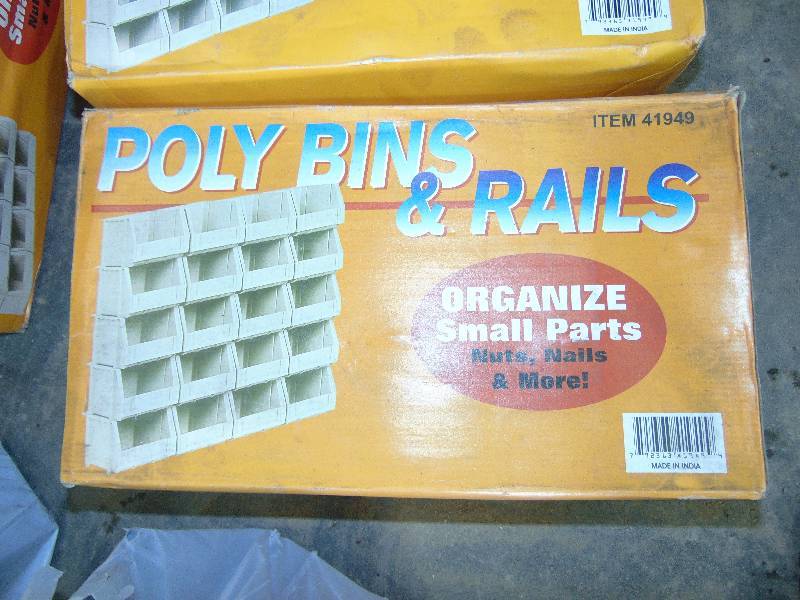 MADE IN INDIA
ITEM 41949
POLY BINS
& RAILS
ORGANIZE
Small Parts
Nuts, Nails
& More!
MADE IN INDIA